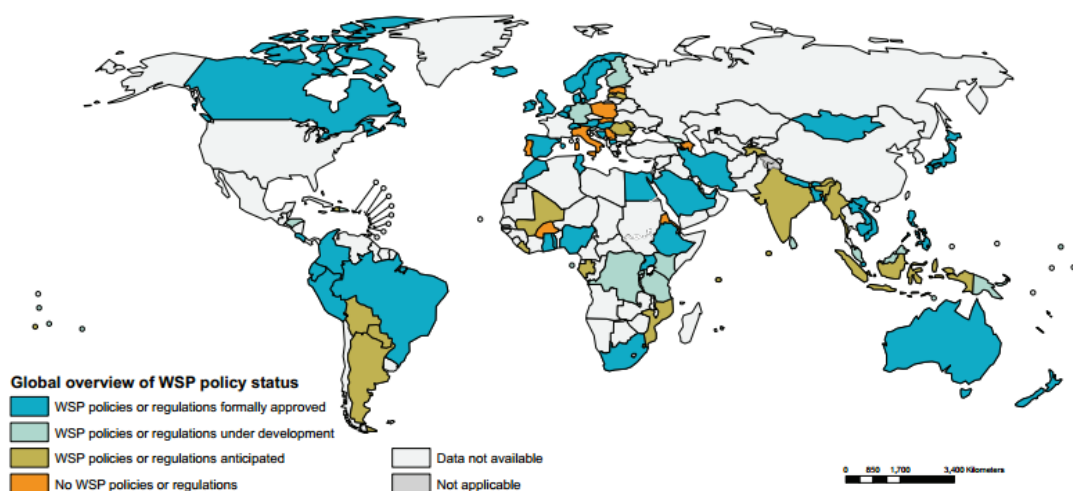 Global overview of WSP policy status
WSP policies or regulations formally approved
WSP policies or regulations under development
WSP policies or regulations anticipated
No WSP policies or regulations
Data not available
Not applicable
0 850 1,700 3,400 Kilometers